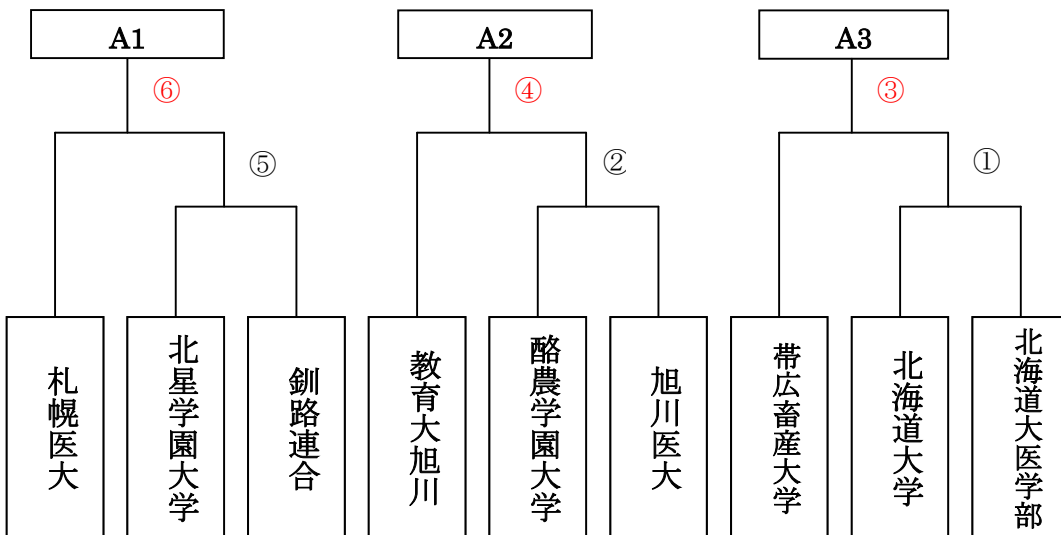 A1
A2
A3
⑥
④
③
⑤
②
①
札幌医大
北星学園大学
釧路連合
教育大旭川
酪農学園大学
旭川医大
帯広畜産大学
北海道大学
北海道大医学部